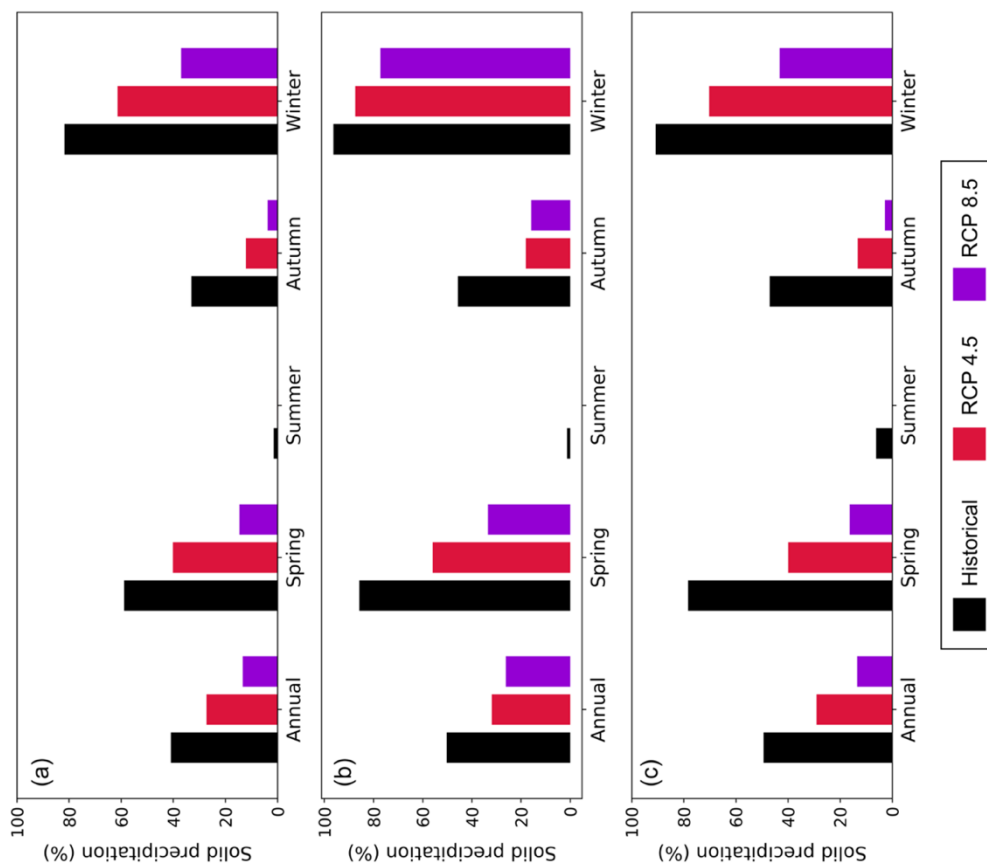 (a)
Solid precipitation (%)
100
80
60
40
20
0
Annual Spring Summer Autumn Winter
(b)
Solid precipitation (%)
100
80
60
40
20
0
Annual Spring Summer Autumn Winter
(c)
Solid precipitation (%)
100
80
60
40
20
0
Annual Spring Summer Autumn Winter
Historical RCP 4.5 RCP 8.5